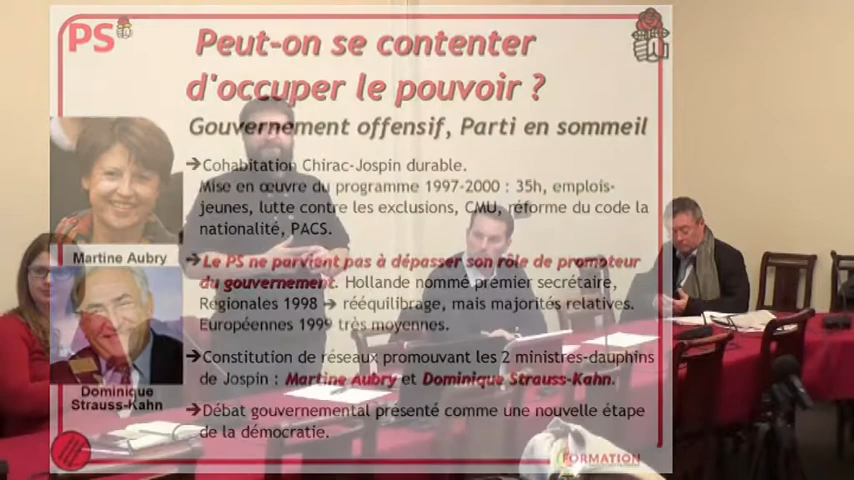 PS
Peut-on se contenter
d'occuper le pouvoir ?
Gouvernement offensif, Parti en sommeil
➔Cohabitation Chirac-Jospin durable.
Mise en œuvre du programme 1997-2000 : 35h, emplois-
jeunes, lutte contre les exclusions, CMU, réforme du code la
nationalité, PACS.
Martine Aubry
➔Le PS ne parvient pas à dépasser son rôle de promoteur
du gouvernement. Hollande nommé premier secrétaire,
Régionales 1998 ➔ rééquilibrage, mais majorités relatives.
Européennes 1999 très moyennes.
➔Constitution de réseaux promouvant les 2 ministres-dauphins
de Jospin : Martine Aubry et Dominique Strauss-Kahn.
Dominique
Strauss-Kahn
➔Débat gouvernemental présenté comme une nouvelle étape
de la démocratie.
FORMATION